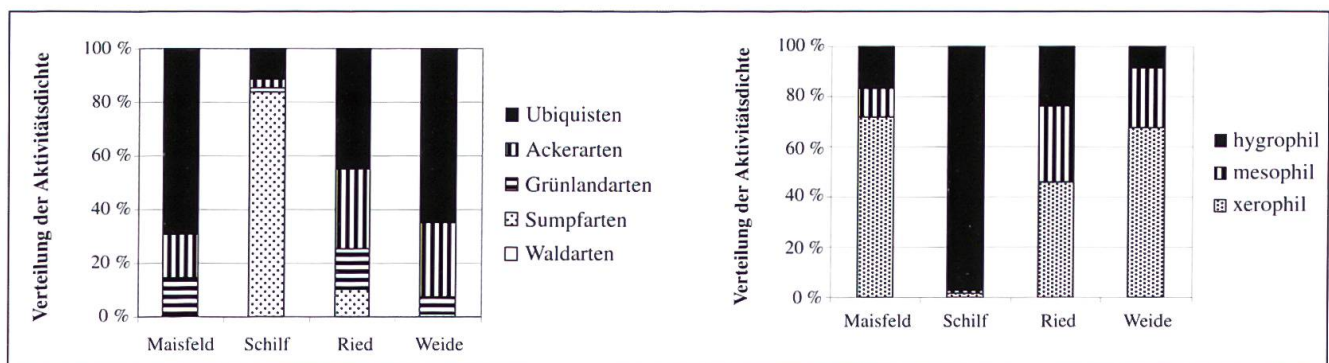 Verteilung der Aktivitätsdichte
100 %
80 %
60 %
40 %
20 %
0 %
Maisfeld Schilf Ried Weide
Ubiquisten
Ackerarten
Grünlandarten
Sumpfarten
Waldarten
Verteilung der Aktivitätsdichte
100 %
80 %
60 %
40 %
20 %
0 %
Maisfeld Schilf Ried Weide
hygrophil
mesophil
xerophil